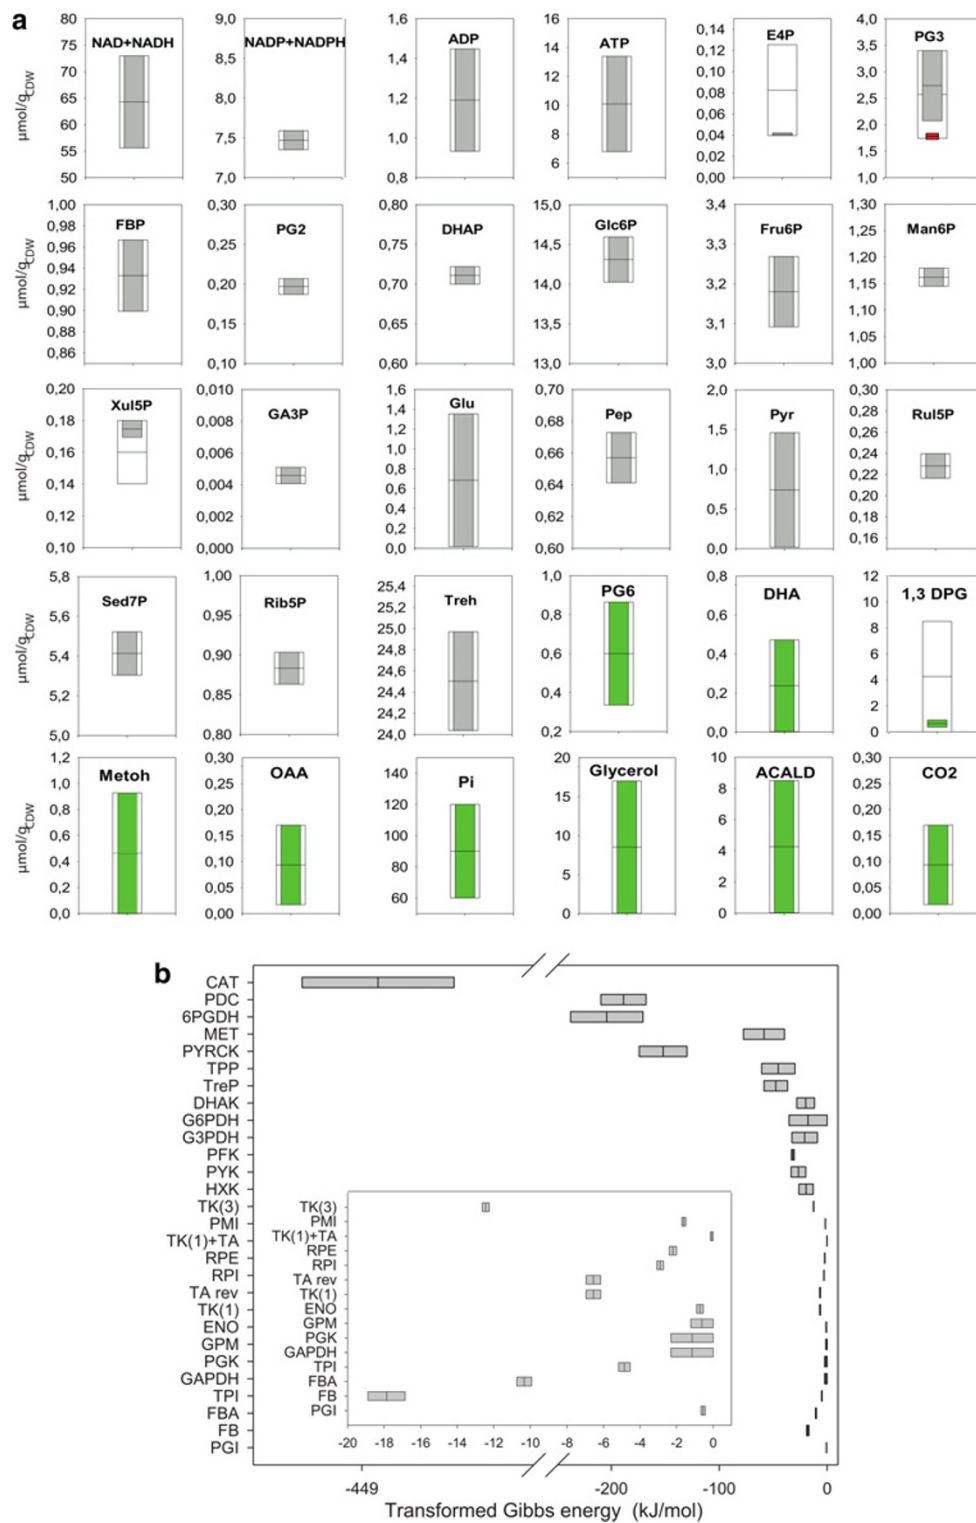 a
NAD+NADH NADP+NADPH ADP ATP E4P PG3
µmol/gCDW
80 75 70 65 60 55 50
9,0 8,5 8,0 7,5 7,0
1,6 1,4 1,2 1,0 0,8
16 14 12 10 8 6
0,14 0,12 0,10 0,08 0,06 0,04 0,02 0,00
4,0 3,5 3,0 2,5 2,0 1,5 1,0
FBP PG2 DHAP Glc6P Fru6P Man6P
µmol/gCDW
1,00 0,98 0,96 0,94 0,92 0,90 0,88 0,86
0,30 0,25 0,20 0,15 0,10
0,80 0,75 0,70 0,65 0,60
15,0 14,5 14,0 13,5 13,0
3,4 3,3 3,2 3,1 3,0
1,30 1,25 1,20 1,15 1,10 1,05 1,00
Xul5P GA3P Glu Pep Pyr Rul5P
µmol/gCDW
0,20 0,18 0,16 0,14 0,12 0,10
0,010 0,008 0,006 0,004 0,002 0,000
1,6 1,4 1,2 1,0 0,8 0,6 0,4 0,2 0,0
0,70 0,68 0,66 0,64 0,62 0,60
2,0 1,5 1,0 0,5 0,0
0,30 0,28 0,26 0,24 0,22 0,20 0,18 0,16
Sed7P Rib5P Treh PG6 DHA 1,3 DPG
µmol/gCDW
5,8 5,6 5,4 5,2 5,0
1,00 0,95 0,90 0,85 0,80
25,4 25,2 25,0 24,8 24,6 24,4 24,2 24,0
1,0 0,8 0,6 0,4 0,2
0,8 0,6 0,4 0,2 0,0
12 10 8 6 4 2 0
Metoh OAA Pi Glycerol ACALD CO2
µmol/gCDW
1,2 1,0 0,8 0,6 0,4 0,2 0,0
0,30 0,25 0,20 0,15 0,10 0,05 0,00
140 120 100 80 60
20 15 10 5 0
10 8 6 4 2 0
0,30 0,25 0,20 0,15 0,10 0,05 0,00
b
CAT
PDC
6PGDH
MET
PYRCK
TPP
TreP
DHAK
G6PDH
G3PDH
PFK
PYK
HXK
TK(3)
PMI
TK(1)+TA
RPE
RPI
TA rev
TK(1)
ENO
GPM
PGK
GAPDH
TPI
FBA
FB
PGI
TK(3)
PMI
TK(1)+TA
RPE
RPI
TA rev
TK(1)
ENO
GPM
PGK
GAPDH
TPI
FBA
FB
PGI
-20 -18 -16 -14 -12 -10 -8 -6 -4 -2 0
-449 -200 -100 0
Transformed Gibbs energy (kJ/mol)